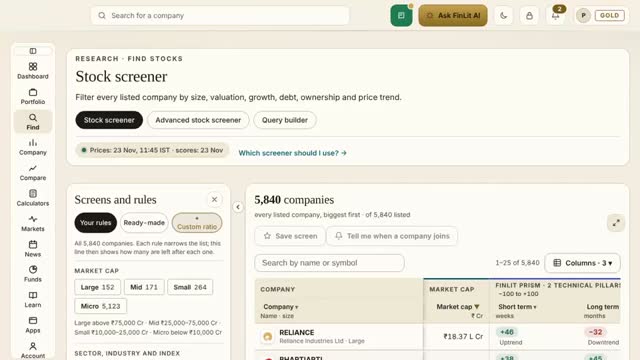 Search for a company
Ask FinLit AI
2
P
GOLD
Dashboard
Portfolio
Find
Company
Compare
Calculators
Markets
News
Funds
Learn
Apps
Account
RESEARCH · FIND STOCKS
Stock screener
Filter every listed company by size, valuation, growth, debt, ownership and price trend.
Stock screener
Advanced stock screener
Query builder
Prices: 23 Nov, 11:45 IST · scores: 23 Nov
Which screener should I use? →
Screens and rules
Your rules
Ready-made
+ Custom ratio
All 5,840 companies. Each rule narrows the list; this
line then shows how many are left after each one.
MARKET CAP
Large 152
Mid 171
Small 264
Micro 5,123
Large above ₹75,000 Cr · Mid ₹25,000–75,000 Cr ·
Small ₹10,000–25,000 Cr · Micro below ₹10,000 Cr
SECTOR, INDUSTRY AND INDEX
5,840 companies
every listed company, biggest first · of 5,840 listed
Save screen
Tell me when a company joins
Search by name or symbol
1–25 of 5,840
Columns · 3 ▾
COMPANY
MARKET CAP
FINLIT PRISM · 2 TECHNICAL PILLARS
−100 to +100
Company ▾
Name · size
Market cap ▼
₹ Cr
Short term ▾
weeks
Long term
months
RELIANCE
Reliance Industries Ltd · Large
₹18.37 L Cr
+46
Uptrend
−32
Downtrend
BHARTIARTL
+38
+45